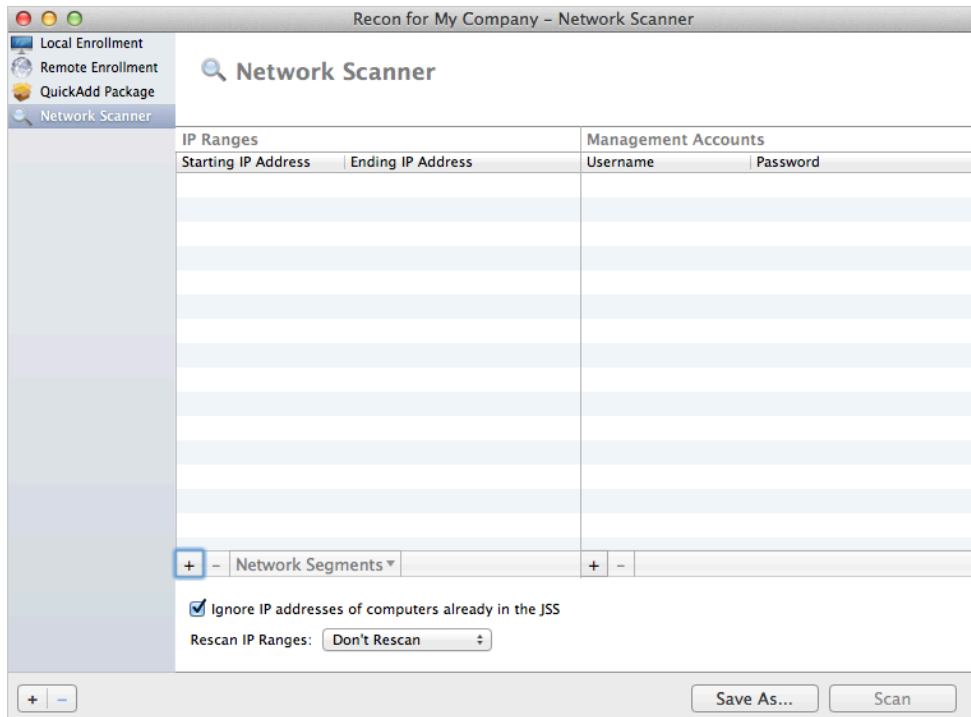 Recon for My Company – Network Scanner
Local Enrollment
Remote Enrollment
QuickAdd Package
Network Scanner
Network Scanner
IP Ranges
Management Accounts
Starting IP Address Ending IP Address
Username Password
+ – Network Segments
+ –
Ignore IP addresses of computers already in the JSS
Rescan IP Ranges: Don't Rescan
+ –
Save As... Scan